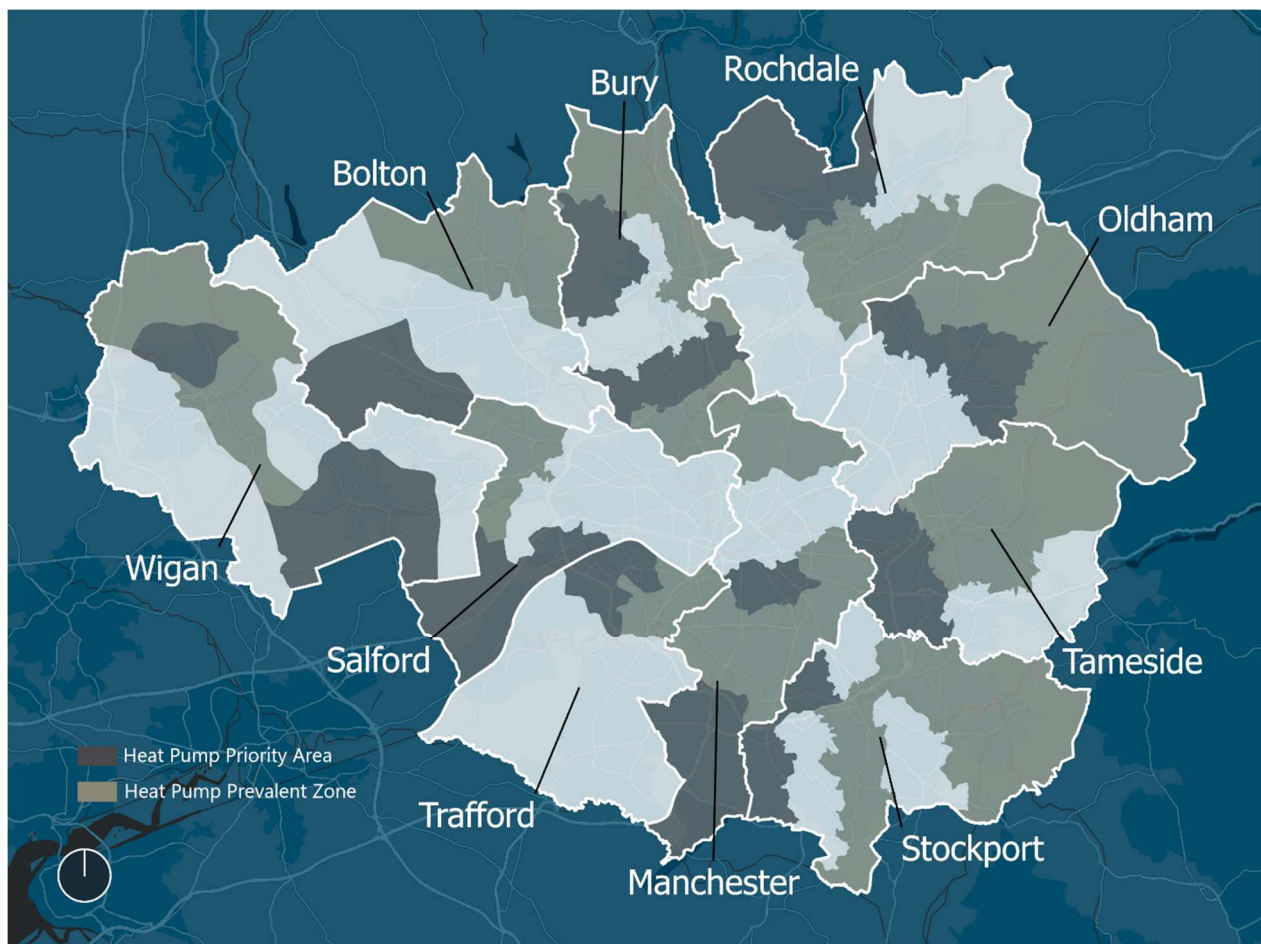 Rochdale
Bury
Bolton
Oldham
Wigan
Salford
Tameside
Heat Pump Priority Area
Heat Pump Prevalent Zone
Trafford
Stockport
Manchester